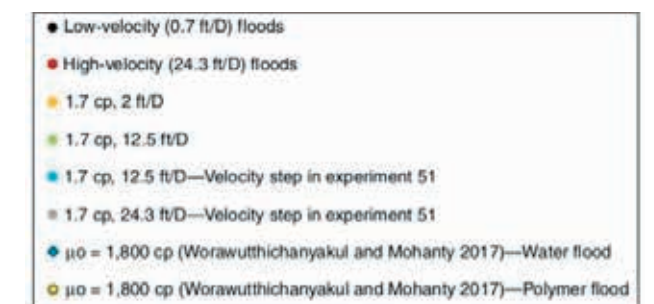 Low-velocity (0.7 ft/D) floods
High-velocity (24.3 ft/D) floods
1.7 cp, 2 ft/D
1.7 cp, 12.5 ft/D
1.7 cp, 12.5 ft/D—Velocity step in experiment 51
1.7 cp, 24.3 ft/D—Velocity step in experiment 51
μo = 1,800 cp (Worawutthichanyakul and Mohanty 2017)—Water flood
μo = 1,800 cp (Worawutthichanyakul and Mohanty 2017)—Polymer flood